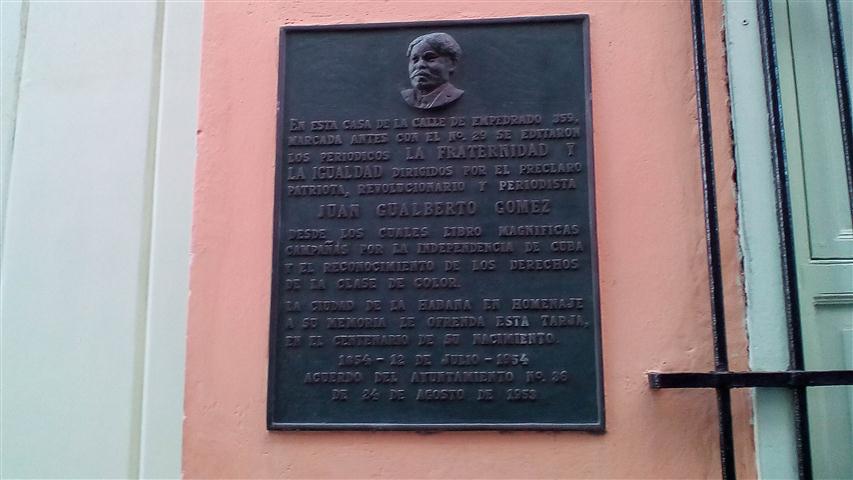 EN ESTA CASA DE LA CALLE DE EMPEDRADO 359,
MARCADA ANTES CON EL No. 29 SE EDITARON
LOS PERIODICOS LA FRATERNIDAD Y
LA IGUALDAD DIRIGIDOS POR EL PRECLARO
PATRIOTA, REVOLUCIONARIO Y PERIODISTA
JUAN GUALBERTO GOMEZ
DESDE LOS CUALES LIBRO MAGNIFICAS
CAMPAÑAS POR LA INDEPENDENCIA DE CUBA
Y EL RECONOCIMIENTO DE LOS DERECHOS
DE LA CLASE DE COLOR.
LA CIUDAD DE LA HABANA EN HOMENAJE
A SU MEMORIA LE OFRENDA ESTA TARJA,
EN EL CENTENARIO DE SU NACIMIENTO.
1854 - 12 DE JULIO - 1954
ACUERDO DEL AYUNTAMIENTO No. 36
DE 24 DE AGOSTO DE 1953